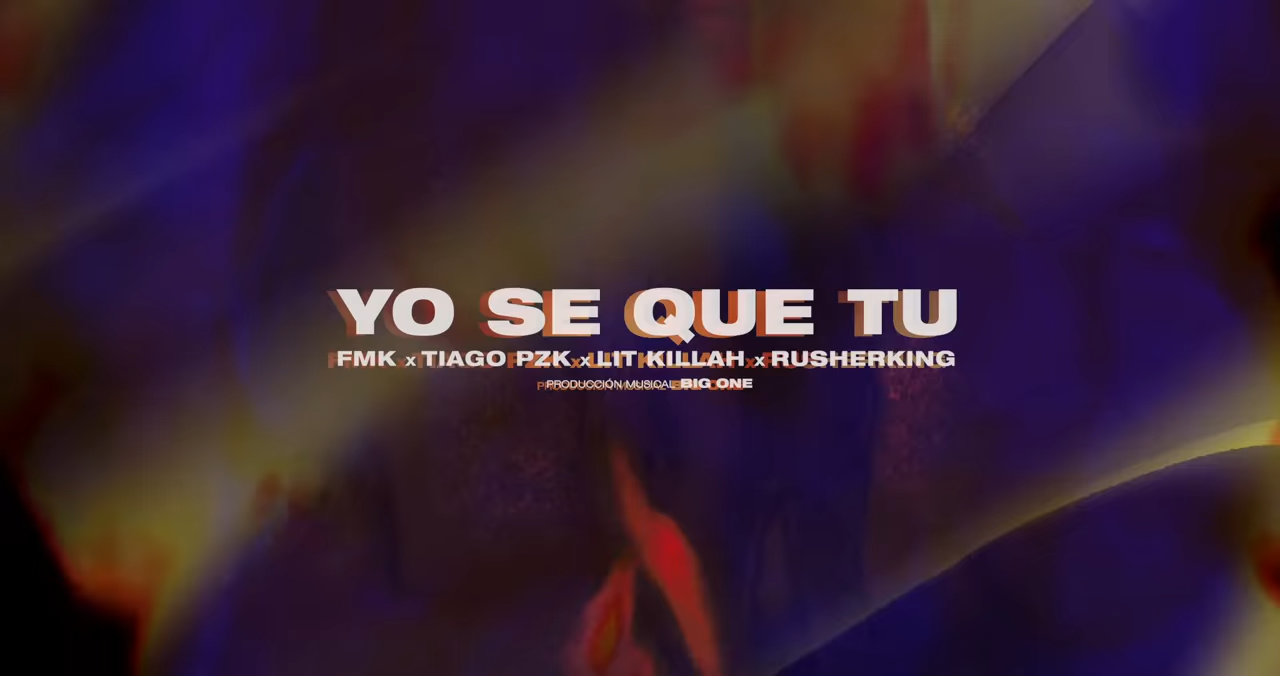 YO SE QUE TU
FMK x TIAGO PZK x LIT KILLAH x RUSHERKING
PRODUCCIÓN MUSICAL BIG ONE